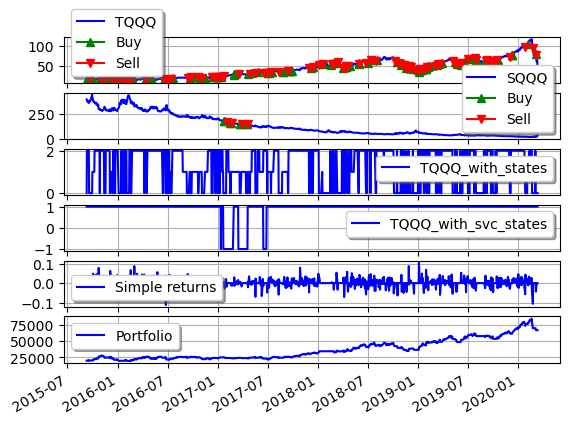 TQQQ
Buy
Sell
100
50
SQQQ
Buy
Sell
250
0
2
0
TQQQ_with_states
1
0
−1
TQQQ_with_svc_states
0.1
0.0
−0.1
Simple returns
75000
50000
25000
Portfolio
2015-07
2016-01
2016-07
2017-01
2017-07
2018-01
2018-07
2019-01
2019-07
2020-01